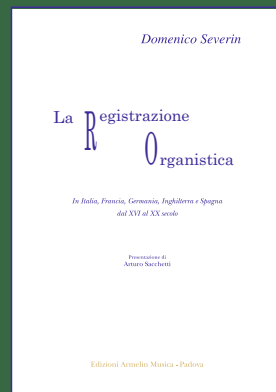 Domenico Severin
La Registrazione
Organistica
In Italia, Francia, Germania, Inghilterra e Spagna
dal XVI al XX secolo
Presentazione di
Arturo Sacchetti
Edizioni Armelin Musica - Padova